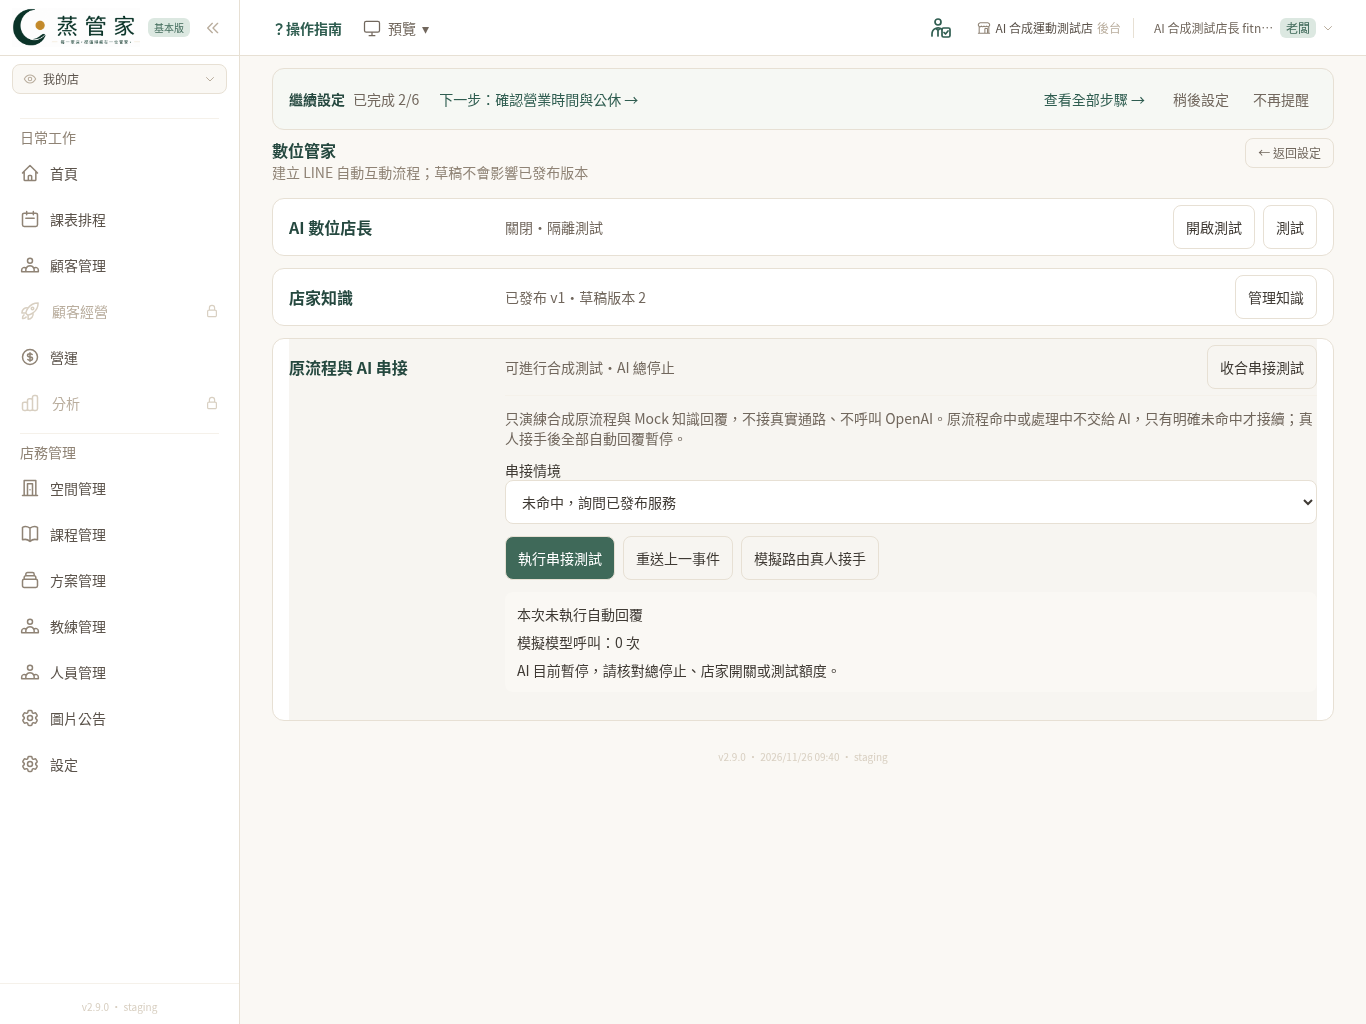 蒸管家
基本版
我的店
日常工作
首頁
課表排程
顧客管理
顧客經營
營運
分析
店務管理
空間管理
課程管理
方案管理
教練管理
人員管理
圖片公告
設定
v2.9.0 · staging
? 操作指南
預覽 ▾
AI 合成運動測試店 後台
AI 合成測試店長 fitn…
老闆
繼續設定 已完成 2/6 下一步：確認營業時間與公休 →
查看全部步驟 → 稍後設定 不再提醒
數位管家
建立 LINE 自動互動流程；草稿不會影響已發布版本
← 返回設定
AI 數位店長
關閉・隔離測試
開啟測試
測試
店家知識
已發布 v1・草稿版本 2
管理知識
原流程與 AI 串接
可進行合成測試・AI 總停止
收合串接測試
只演練合成原流程與 Mock 知識回覆，不接真實通路、不呼叫 OpenAI。原流程命中或處理中不交給 AI，只有明確未命中才接續；真
人接手後全部自動回覆暫停。
串接情境
未命中，詢問已發布服務
執行串接測試
重送上一事件
模擬路由真人接手
本次未執行自動回覆
模擬模型呼叫：0 次
AI 目前暫停，請核對總停止、店家開關或測試額度。
v2.9.0 · 2026/11/26 09:40 · staging